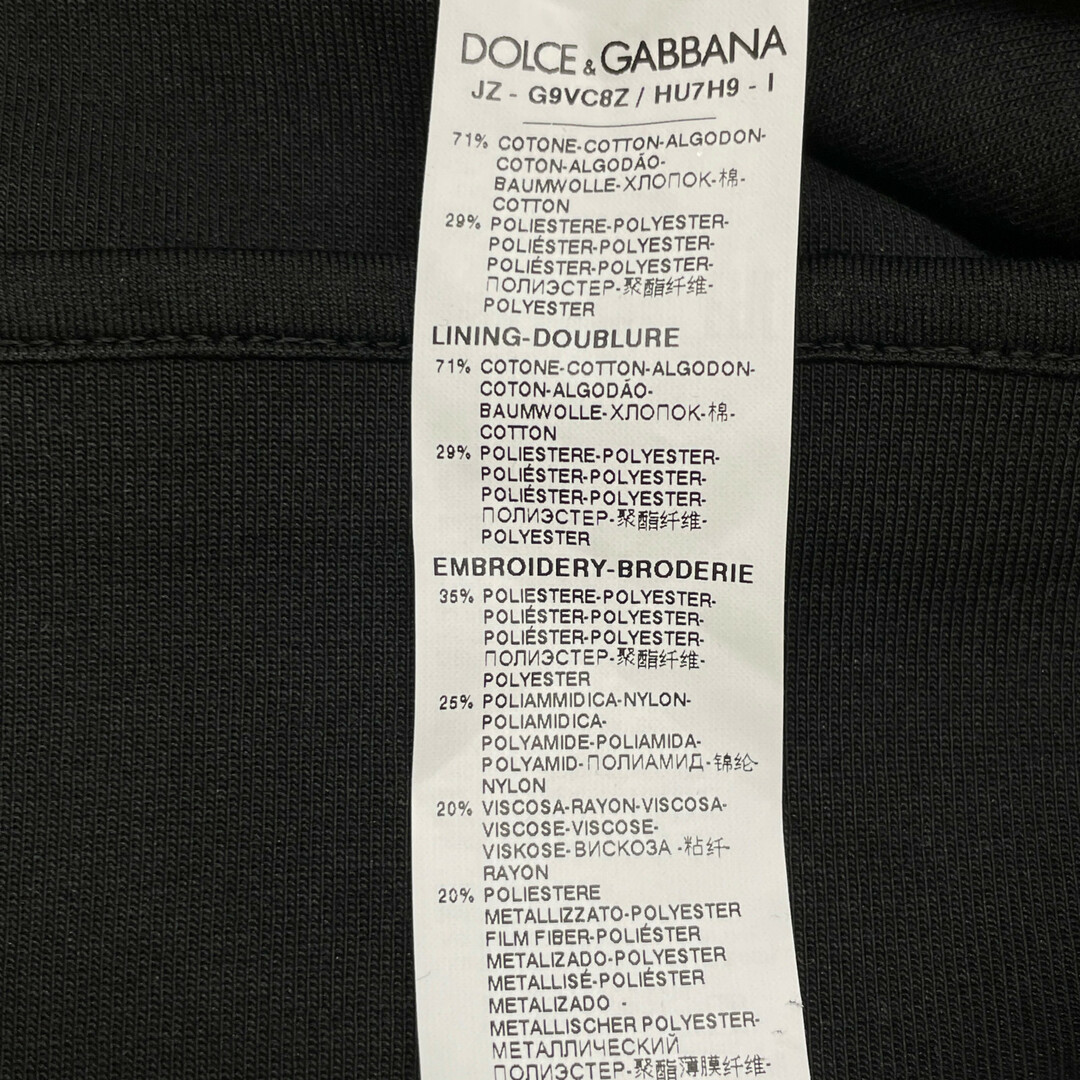 DOLCE & GABBANA
JZ - G9VC8Z / HU7H9 - I
71% COTONE-COTTON-ALGODON-
COTON-ALGODÃO-
BAUMWOLLE-ХЛОПОК-棉-
COTTON
29% POLIESTERE-POLYESTER-
POLIÉSTER-POLYESTER-
POLIÉSTER-POLYESTER-
ПОЛИЭСТЕР-聚酯纤维-
POLYESTER
LINING-DOUBLURE
71% COTONE-COTTON-ALGODON-
COTON-ALGODÃO-
BAUMWOLLE-ХЛОПОК-棉-
COTTON
29% POLIESTERE-POLYESTER-
POLIÉSTER-POLYESTER-
POLIÉSTER-POLYESTER-
ПОЛИЭСТЕР-聚酯纤维-
POLYESTER
EMBROIDERY-BRODERIE
35% POLIESTERE-POLYESTER-
POLIÉSTER-POLYESTER-
POLIÉSTER-POLYESTER-
ПОЛИЭСТЕР-聚酯纤维-
POLYESTER
25% POLIAMMIDICA-NYLON-
POLIAMIDICA-
POLYAMIDE-POLIAMIDA-
POLYAMID-ПОЛИАМИД-锦纶-
NYLON
20% VISCOSA-RAYON-VISCOSA-
VISCOSE-VISCOSE-
VISKOSE-ВИСКОЗА -粘纤-
RAYON
20% POLIESTERE
METALLIZZATO-POLYESTER
FILM FIBER-POLIÉSTER
METALIZADO-POLYESTER
METALLISÉ-POLIÉSTER
METALIZADO -
METALLISCHER POLYESTER-
МЕТАЛЛИЧЕСКИЙ
ПОЛИЭСТЕР-聚酯薄膜纤维-